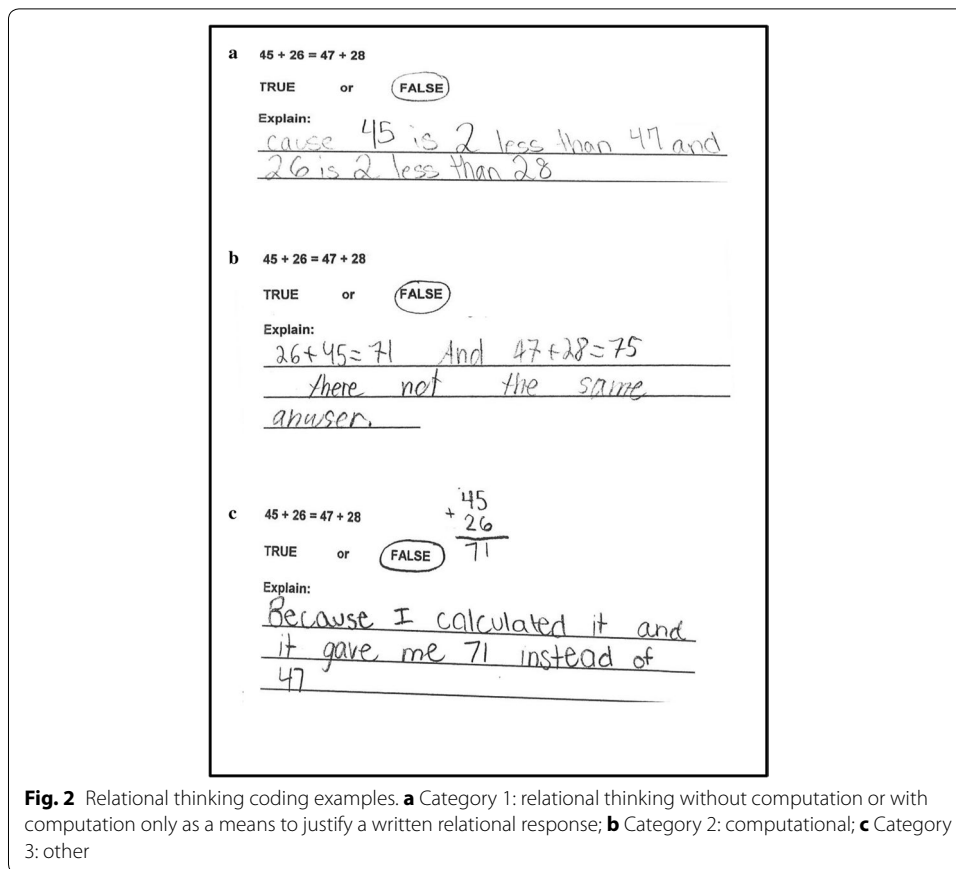 a 45 + 26 = 47 + 28
TRUE or FALSE
Explain:
cause 45 is 2 less than 47 and
26 is 2 less than 28
b 45 + 26 = 47 + 28
TRUE or FALSE
Explain:
26+45=71 And 47+28=75
there not the same
anwser.
c 45 + 26 = 47 + 28
45
+ 26
71
TRUE or FALSE
Explain:
Because I calculated it and
it gave me 71 instead of
47
Fig. 2 Relational thinking coding examples. a Category 1: relational thinking without computation or with
computation only as a means to justify a written relational response; b Category 2: computational; c Category
3: other